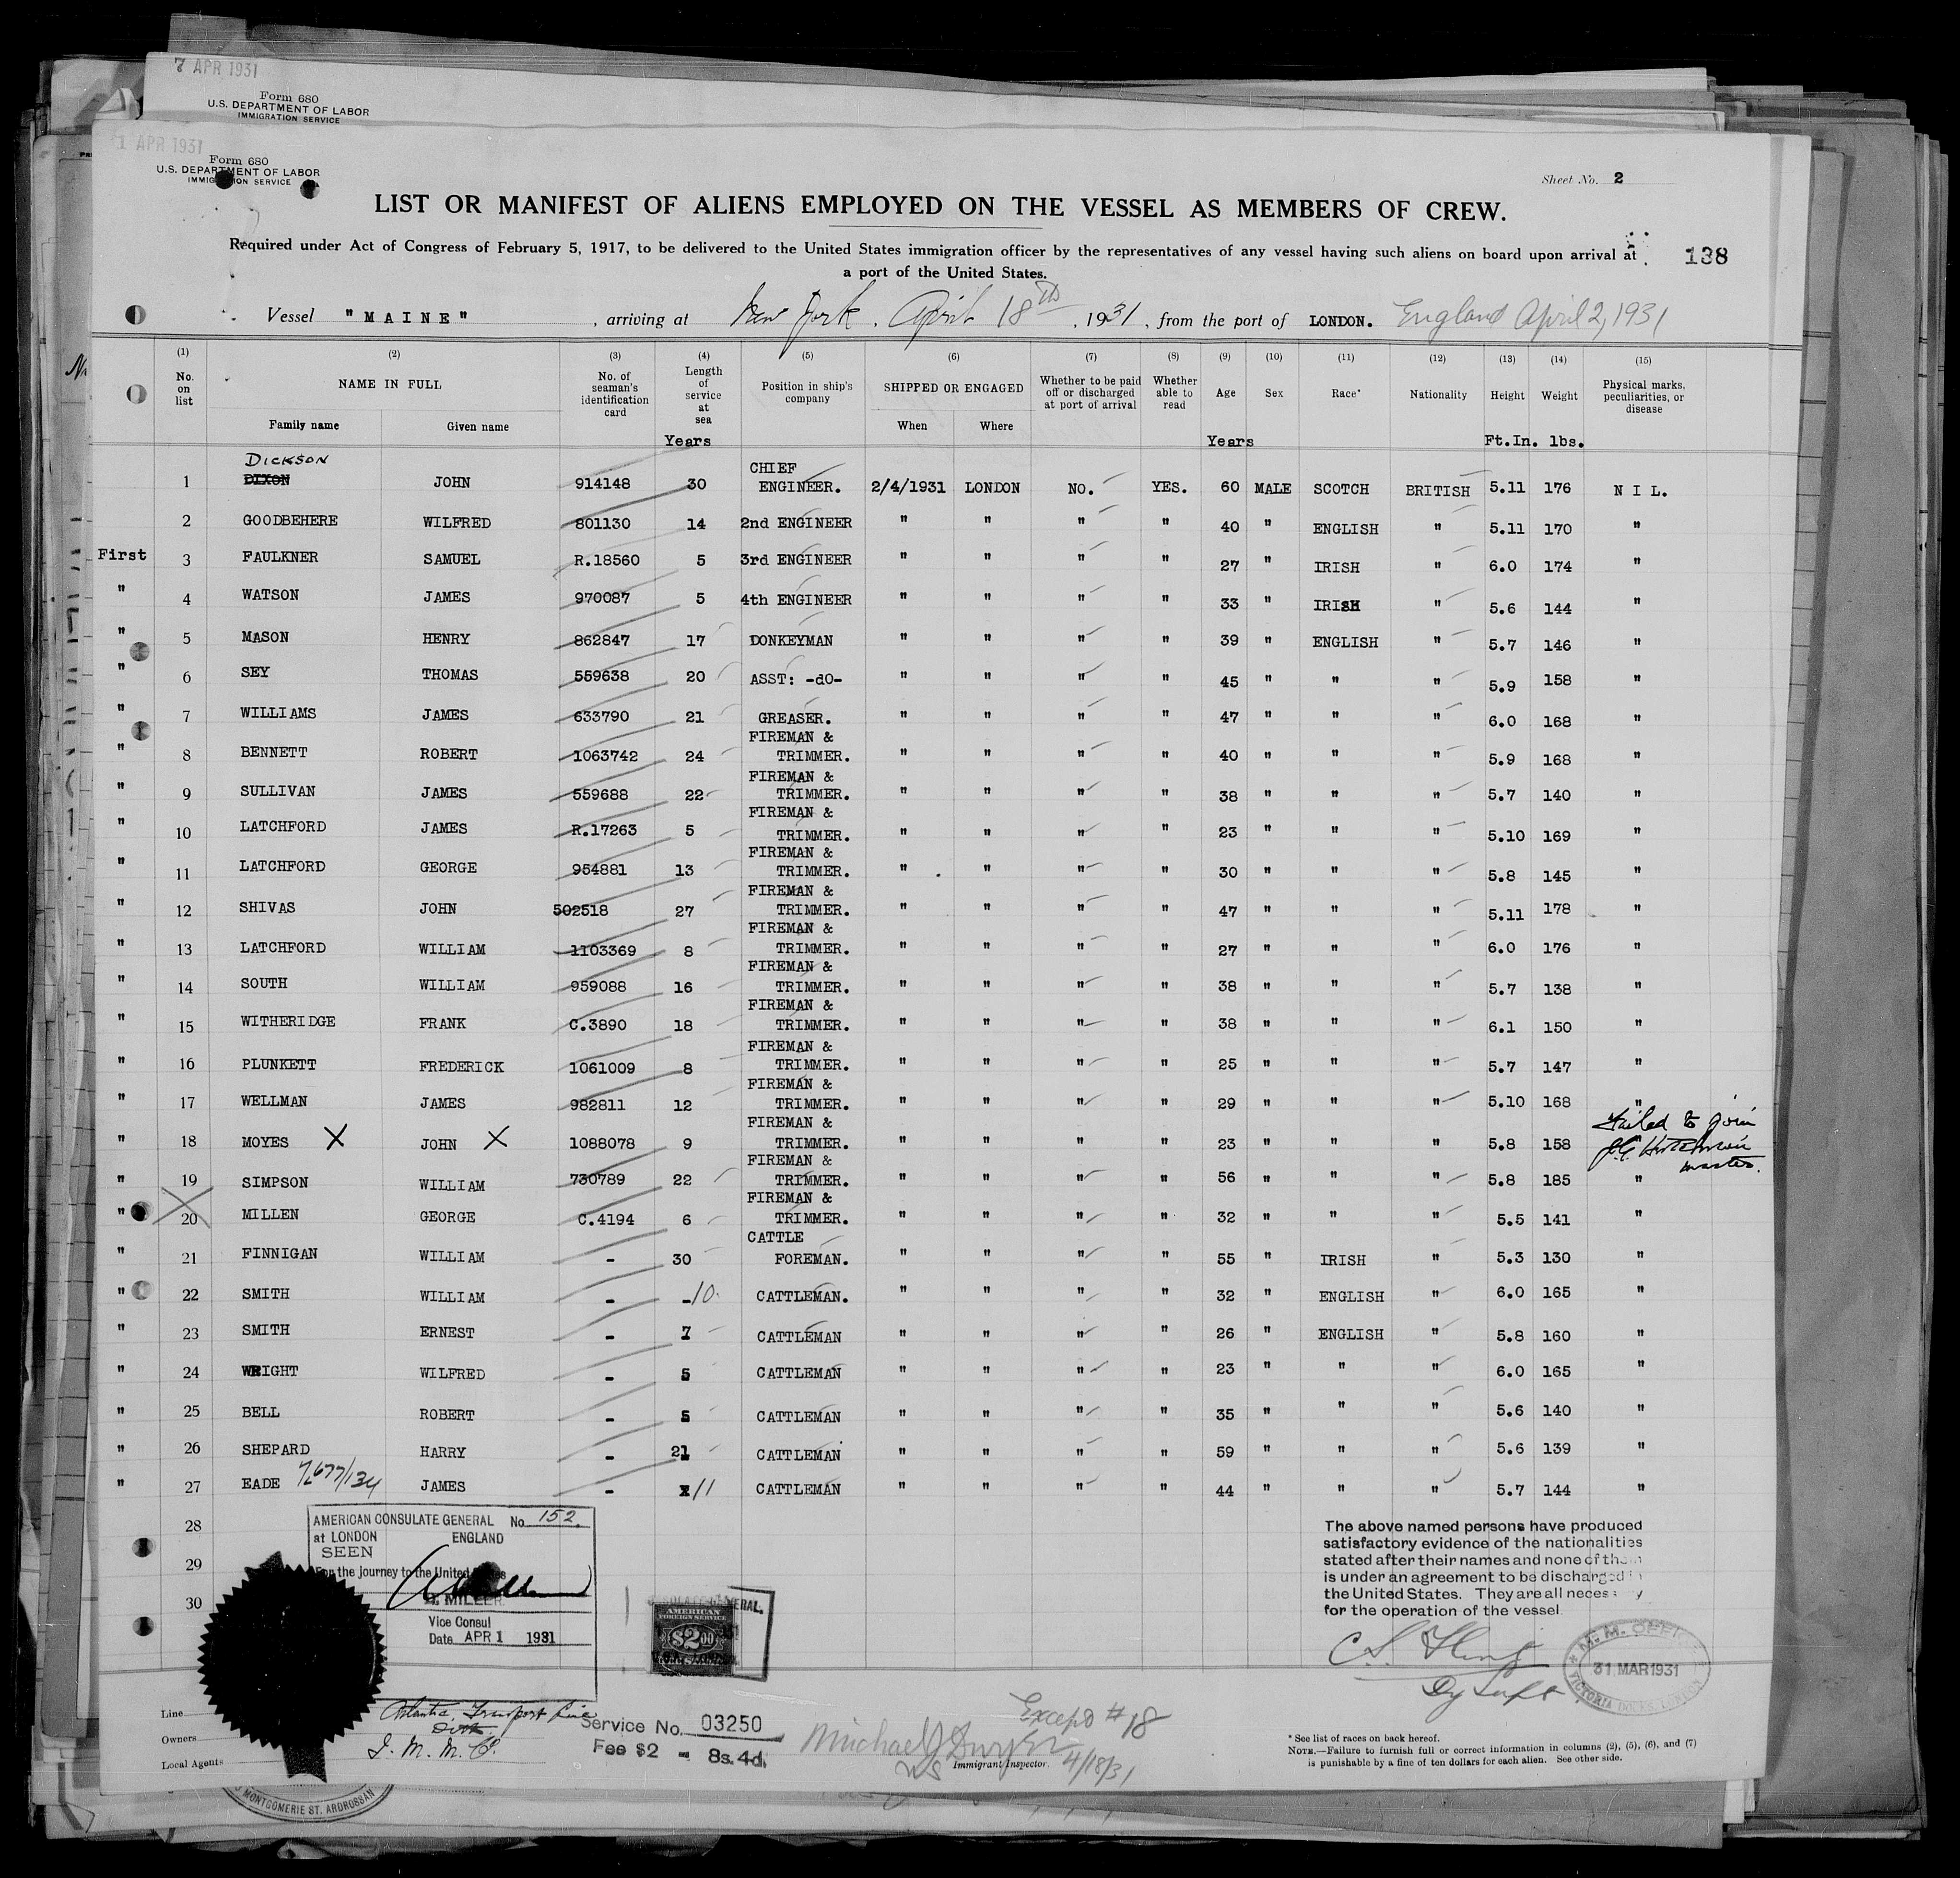 7 APR 1931
Form 680
U.S. DEPARTMENT OF LABOR
IMMIGRATION SERVICE
1 APR 1931
Form 680
U.S. DEPARTMENT OF LABOR
IMMIGRATION SERVICE
Sheet No. 2
LIST OR MANIFEST OF ALIENS EMPLOYED ON THE VESSEL AS MEMBERS OF CREW.
Required under Act of Congress of February 5, 1917, to be delivered to the United States immigration officer by the representatives of any vessel having such aliens on board upon arrival at
a port of the United States.
138
Vessel "MAINE" , arriving at New York. April 18th , 1931 , from the port of LONDON. England April 2, 1931
(1) (2) (3) (4) (5) (6) (7) (8) (9) (10) (11) (12) (13) (14) (15)
No. on list NAME IN FULL No. of seaman's identification card Length of service at sea Position in ship's company SHIPPED OR ENGAGED Whether to be paid off or discharged at port of arrival Whether able to read Age Sex Race* Nationality Height Weight Physical marks, peculiarities, or disease
Family name Given name When Where
Years Years Ft.In. lbs.
DICKSON
1 DIXON JOHN 914148 30 CHIEF ENGINEER. 2/4/1931 LONDON NO. YES. 60 MALE SCOTCH BRITISH 5.11 176 NIL.
2 GOODBEHERE WILFRED 801130 14 2nd ENGINEER " " " " 40 " ENGLISH " 5.11 170 "
First 3 FAULKNER SAMUEL R.18560 5 3rd ENGINEER " " " " 27 " IRISH " 6.0 174 "
" 4 WATSON JAMES 970087 5 4th ENGINEER " " " " 33 " IRISH " 5.6 144 "
" 5 MASON HENRY 862847 17 DONKEYMAN " " " " 39 " ENGLISH " 5.7 146 "
" 6 SEY THOMAS 559638 20 ASST: -dO- " " " " 45 " " " 5.9 158 "
" 7 WILLIAMS JAMES 633790 21 GREASER. " " " " 47 " " " 6.0 168 "
" 8 BENNETT ROBERT 1063742 24 FIREMAN & TRIMMER. " " " " 40 " " " 5.9 168 "
" 9 SULLIVAN JAMES 559688 22 FIREMAN & TRIMMER. " " " " 38 " " " 5.7 140 "
" 10 LATCHFORD JAMES R.17263 5 FIREMAN & TRIMMER. " " " " 23 " " " 5.10 169 "
" 11 LATCHFORD GEORGE 954881 13 FIREMAN & TRIMMER. " " " " 30 " " " 5.8 145 "
" 12 SHIVAS JOHN 502518 27 FIREMAN & TRIMMER. " " " " 47 " " " 5.11 178 "
" 13 LATCHFORD WILLIAM 1103369 8 FIREMAN & TRIMMER. " " " " 27 " " " 6.0 176 "
" 14 SOUTH WILLIAM 959088 16 FIREMAN & TRIMMER. " " " " 38 " " " 5.7 138 "
" 15 WITHERIDGE FRANK C.3890 18 FIREMAN & TRIMMER. " " " " 38 " " " 6.1 150 "
" 16 PLUNKETT FREDERICK 1061009 8 FIREMAN & TRIMMER. " " " " 25 " " " 5.7 147 "
" 17 WELLMAN JAMES 982811 12 FIREMAN & TRIMMER. " " " " 29 " " " 5.10 168 "
" 18 MOYES X JOHN X 1088078 9 FIREMAN & TRIMMER. " " " " 23 " " " 5.8 158 " Failed to join
master.
" 19 SIMPSON WILLIAM 730789 22 FIREMAN & TRIMMER. " " " " 56 " " " 5.8 185 "
" 20 MILLEN GEORGE C.4194 6 FIREMAN & TRIMMER. " " " " 32 " " " 5.5 141 "
" 21 FINNIGAN WILLIAM - 30 CATTLE FOREMAN. " " " " 55 " IRISH " 5.3 130 "
" 22 SMITH WILLIAM - -10. CATTLEMAN. " " " " 32 " ENGLISH " 6.0 165 "
" 23 SMITH ERNEST - 7 CATTLEMAN " " " " 26 " ENGLISH " 5.8 160 "
" 24 WRIGHT WILFRED - 5 CATTLEMAN " " " " 23 " " " 6.0 165 "
" 25 BELL ROBERT - 5 CATTLEMAN " " " " 35 " " " 5.6 140 "
" 26 SHEPARD HARRY - 21 CATTLEMAN " " " " 59 " " " 5.6 139 "
" 27 EADE JAMES - 11 CATTLEMAN " " " " 44 " " " 5.7 144 "
28
29
30
AMERICAN CONSULATE GENERAL No. 152.
at LONDON ENGLAND
SEEN
For the journey to the United States
MILLER
Vice Consul
Date APR 1 1931
AMERICAN
FOREIGN SERVICE
$2.00
The above named persons have produced
satisfactory evidence of the nationalities
stated after their names and none of them
is under an agreement to be discharged in
the United States. They are all necessary
for the operation of the vessel
M. M. OFFICE
31 MAR 1931
VICTORIA DOCKS, LONDON
Line Atlantic Transport Line
Owners ditto
Local Agents I. M. M. Co.
Service No. 03250
Fee $2 = 8s. 4d.
Except #18
Michael J Dwyer
Immigrant Inspector. 4/18/31
* See list of races on back hereof.
NOTE.—Failure to furnish full or correct information in columns (2), (5), (6), and (7)
is punishable by a fine of ten dollars for each alien. See other side.
MONTGOMERIE ST. ARDROSSAN